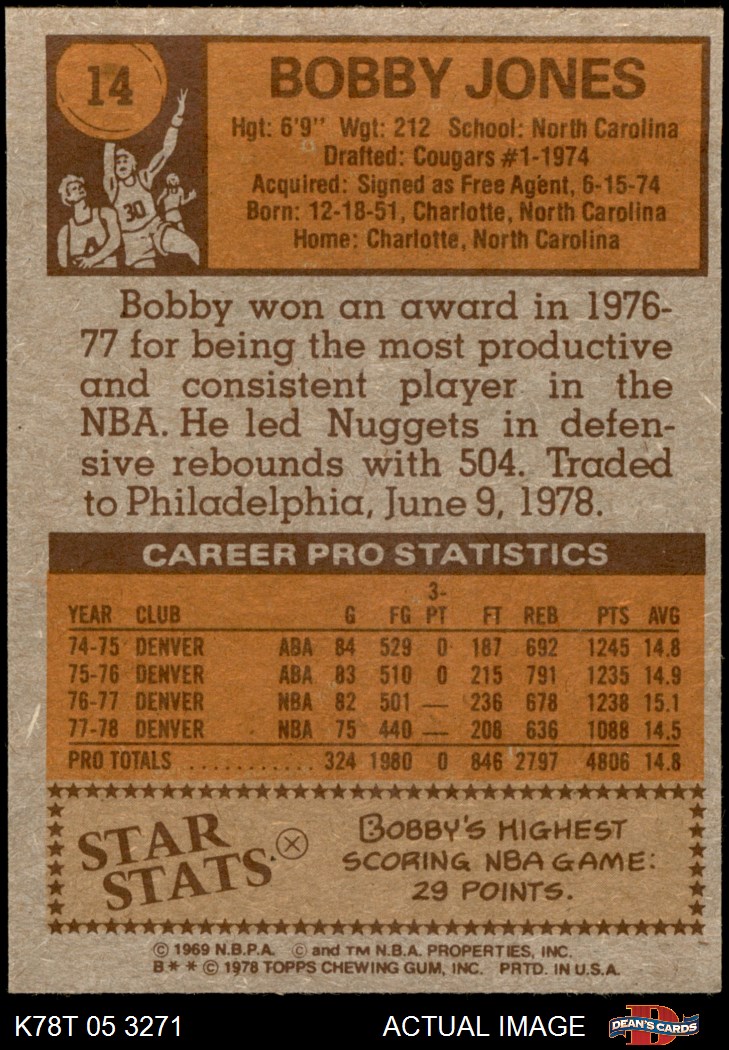 14
30
BOBBY JONES
Hgt: 6'9" Wgt: 212 School: North Carolina
Drafted: Cougars #1-1974
Acquired: Signed as Free Agent, 6-15-74
Born: 12-18-51, Charlotte, North Carolina
Home: Charlotte, North Carolina
Bobby won an award in 1976-
77 for being the most productive
and consistent player in the
NBA. He led Nuggets in defen-
sive rebounds with 504. Traded
to Philadelphia, June 9, 1978.
CAREER PRO STATISTICS
YEAR CLUB G FG 3-PT FT REB PTS AVG
74-75 DENVER ABA 84 529 0 187 692 1245 14.8
75-76 DENVER ABA 83 510 0 215 791 1235 14.9
76-77 DENVER NBA 82 501 — 236 678 1238 15.1
77-78 DENVER NBA 75 440 — 208 636 1088 14.5
PRO TOTALS ........... 324 1980 0 846 2797 4806 14.8
STAR
STATS
BOBBY'S HIGHEST
SCORING NBA GAME:
29 POINTS.
© 1969 N.B.P.A. © and TM N.B.A. PROPERTIES, INC.
B * * © 1978 TOPPS CHEWING GUM, INC. PRTD. IN U.S.A.
K78T 05 3271 ACTUAL IMAGE DEAN'S CARDS